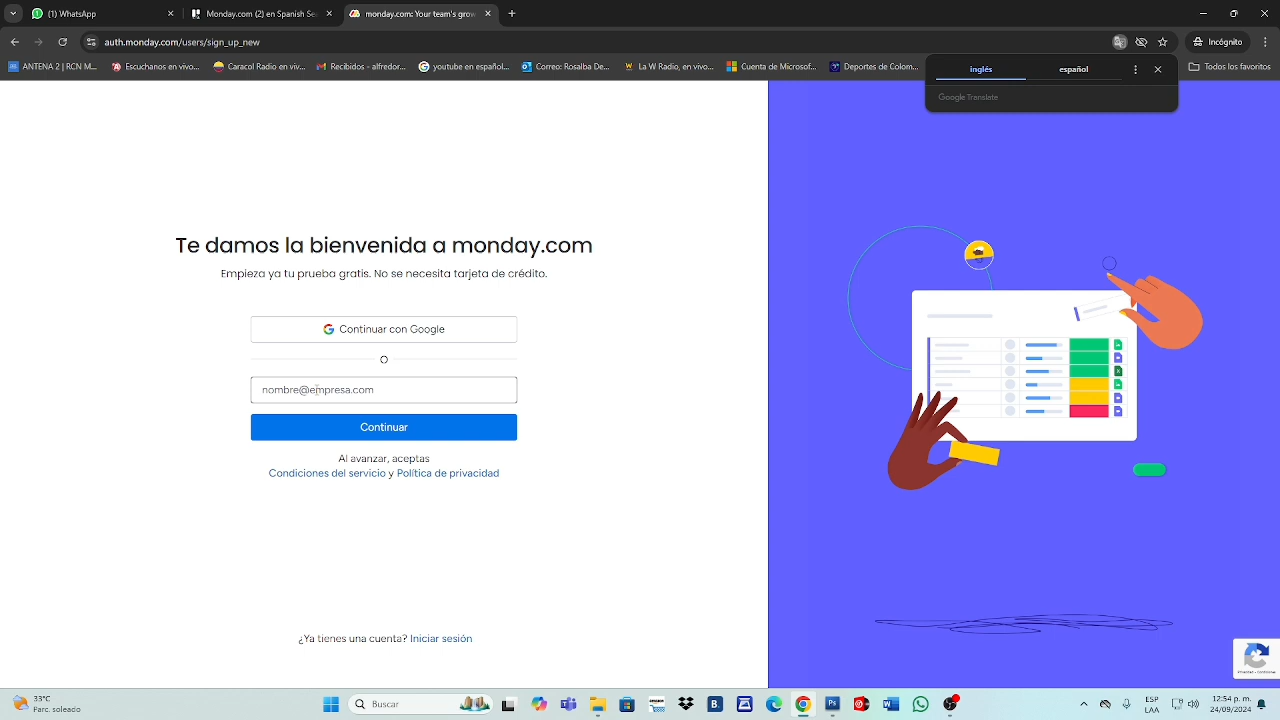 (1) WhatsApp
Monday.com (2) en Spanish Se
monday.com: Your team's grow
auth.monday.com/users/sign_up_new
Incógnito
ANTENA 2 | RCN M...
Escuchanos en vivo...
Caracol Radio en vi...
Recibidos - alfredor...
youtube en español...
Correo: Rosalba De...
La W Radio, en vivo...
Cuenta de Microsof...
Deportes de Colom...
Todos los favoritos
inglés
español
Google Translate
Te damos la bienvenida a monday.com
Empieza ya tu prueba gratis. No se necesita tarjeta de crédito.
Continuar con Google
O
Continuar
Al avanzar, aceptas
Condiciones del servicio y Política de privacidad
¿Ya tienes una cuenta? Iniciar sesión
33°C
Parc. soleado
Buscar
ESP
LAA
12:54 p. m.
24/09/2024